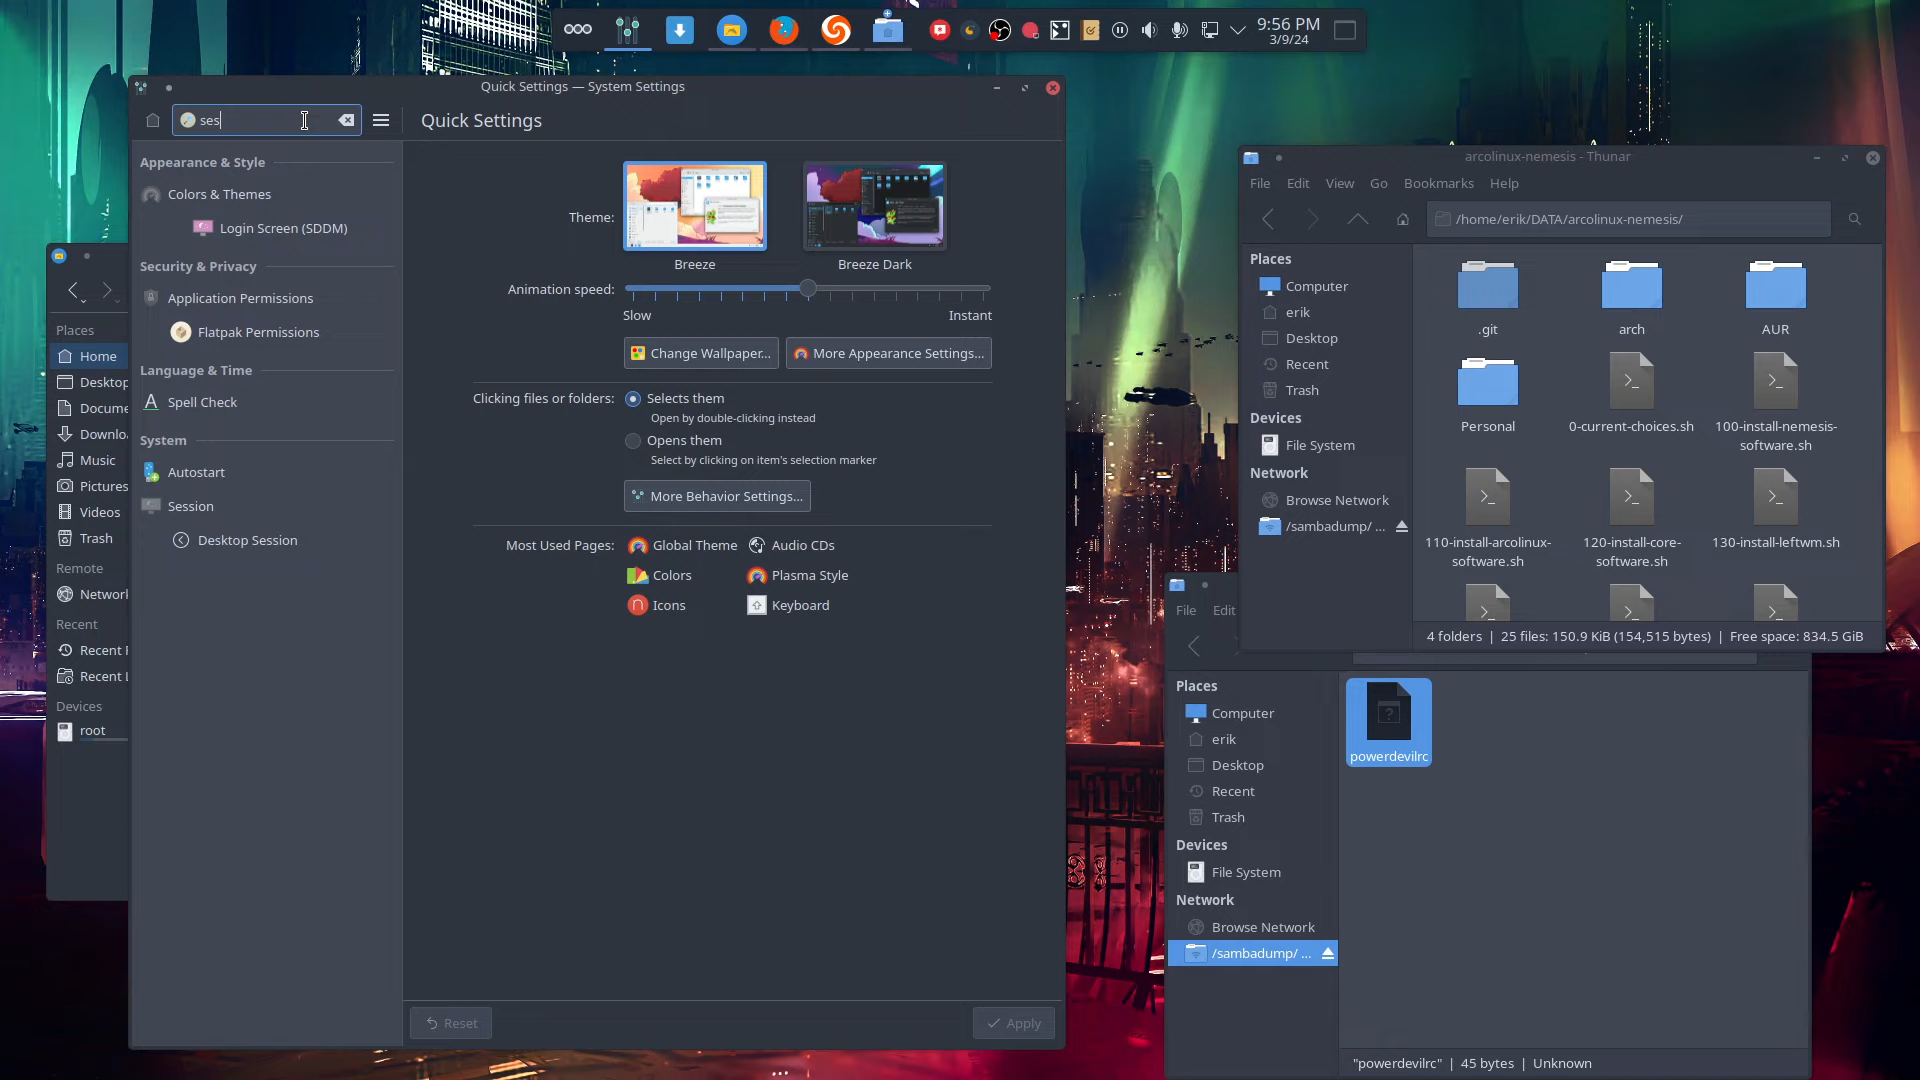 9:56 PM
3/9/24
Quick Settings — System Settings
ses
Quick Settings
Appearance & Style
Colors & Themes
Login Screen (SDDM)
Security & Privacy
Application Permissions
Flatpak Permissions
Language & Time
Spell Check
System
Autostart
Session
Desktop Session
Theme:
Breeze
Breeze Dark
Animation speed:
Slow
Instant
Change Wallpaper...
More Appearance Settings...
Clicking files or folders:
Selects them
Open by double-clicking instead
Opens them
Select by clicking on item's selection marker
More Behavior Settings...
Most Used Pages:
Global Theme
Audio CDs
Colors
Plasma Style
Icons
Keyboard
Reset
Apply
Places
Home
Desktop
Docume
Downlo
Music
Pictures
Videos
Trash
Remote
Network
Recent
Recent F
Recent L
Devices
root
arcolinux-nemesis - Thunar
File Edit View Go Bookmarks Help
/home/erik/DATA/arcolinux-nemesis/
Places
Computer
erik
Desktop
Recent
Trash
Devices
File System
Network
Browse Network
/sambadump/ ...
.git
arch
AUR
Personal
0-current-choices.sh
100-install-nemesis-
software.sh
110-install-arcolinux-
software.sh
120-install-core-
software.sh
130-install-leftwm.sh
4 folders | 25 files: 150.9 KiB (154,515 bytes) | Free space: 834.5 GiB
File Edit
Places
Computer
erik
Desktop
Recent
Trash
Devices
File System
Network
Browse Network
/sambadump/ ...
powerdevilrc
"powerdevilrc" | 45 bytes | Unknown